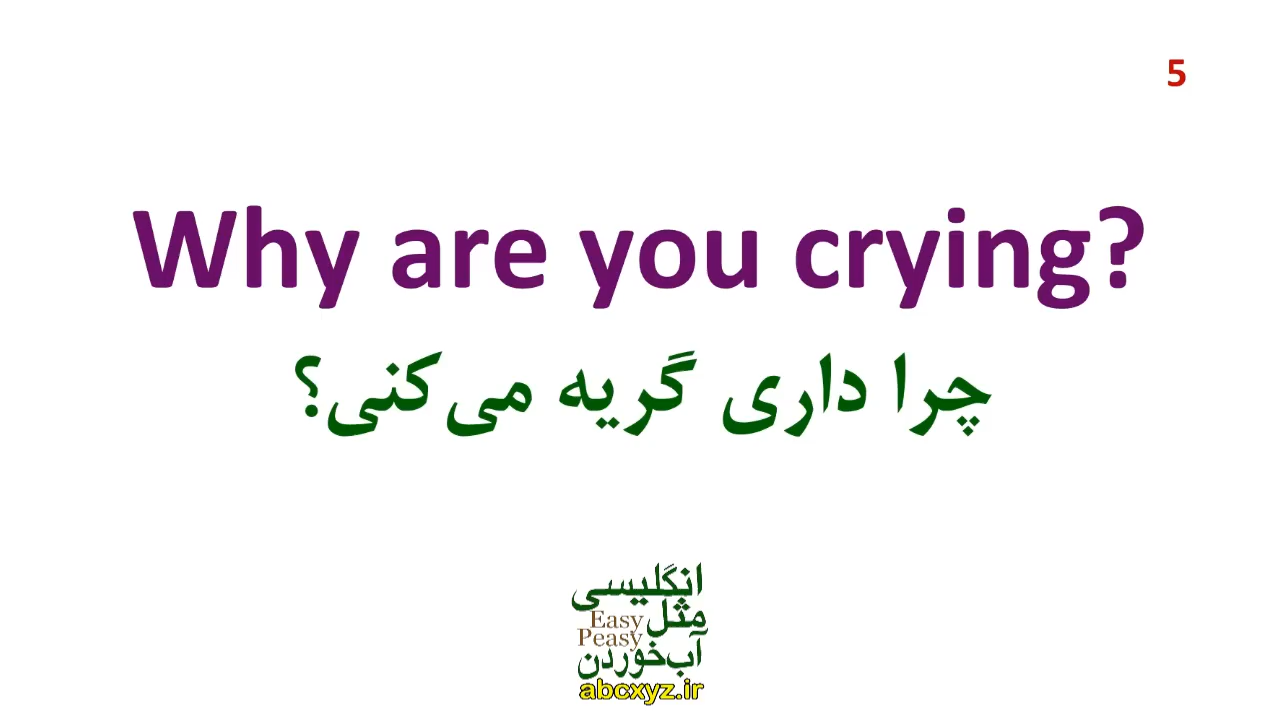 5
Why are you crying?
چرا داری گریه می‌کنی؟
انگلیسی
مثل
Easy
Peasy
آب‌خوردن
abcxyz.ir